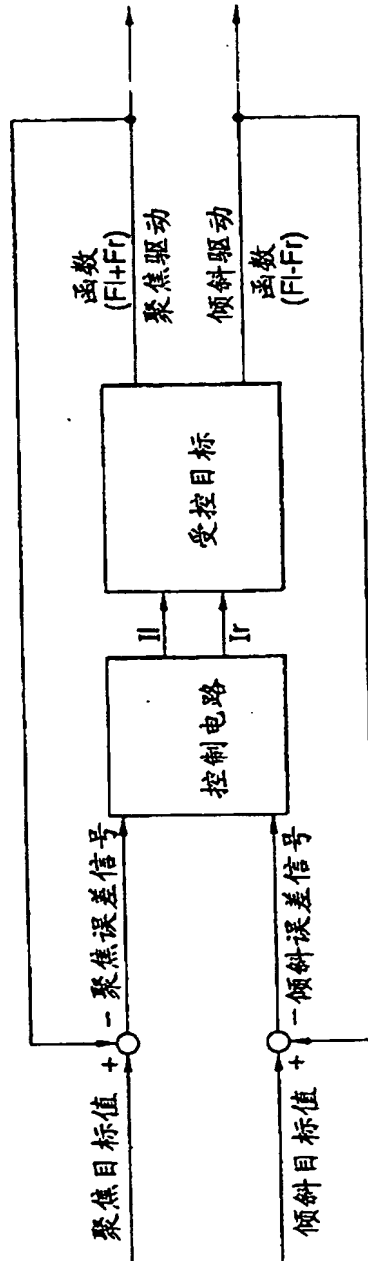 聚焦目标值
+
− 聚焦误差信号
倾斜目标值
+
− 倾斜误差信号
控制电路
Il
Ir
受控目标
函数
(Fl+Fr)
聚焦驱动
倾斜驱动
函数
(Fl-Fr)